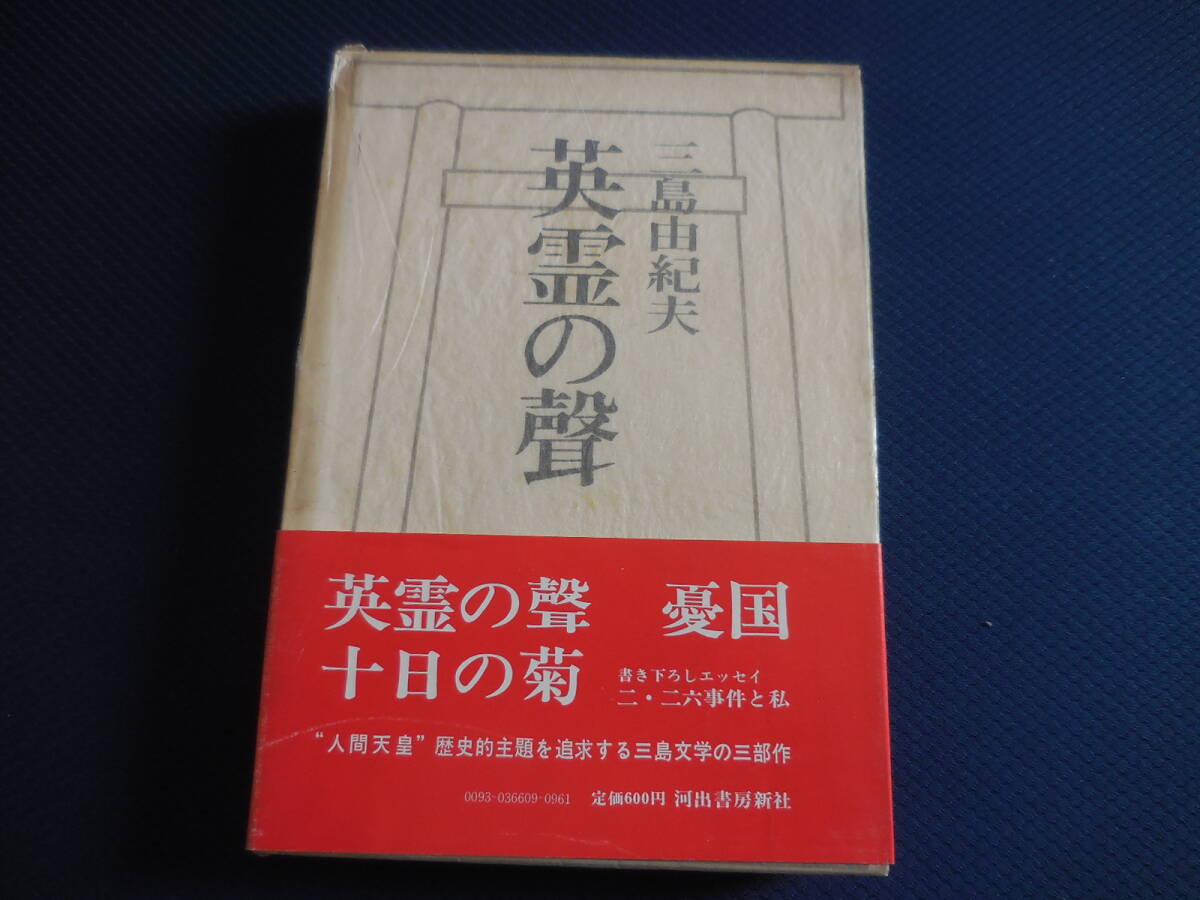 三島由紀夫
英霊の聲
英霊の聲 憂国
十日の菊
書き下ろしエッセイ
二・二六事件と私
“人間天皇”歴史的主題を追求する三島文学の三部作
0093-036609-0961 定価600円 河出書房新社